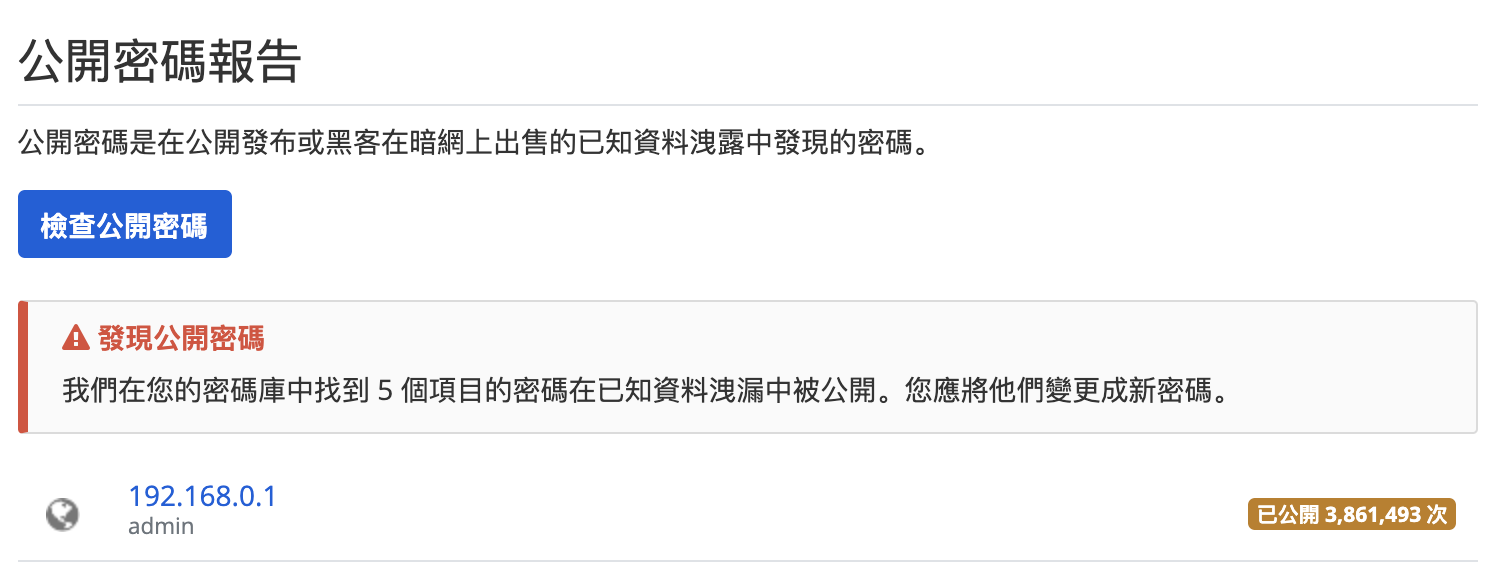 公開密碼報告
公開密碼是在公開發布或黑客在暗網上出售的已知資料洩露中發現的密碼。
檢查公開密碼
發現公開密碼
我們在您的密碼庫中找到 5 個項目的密碼在已知資料洩漏中被公開。您應將他們變更成新密碼。
192.168.0.1
admin
已公開 3,861,493 次